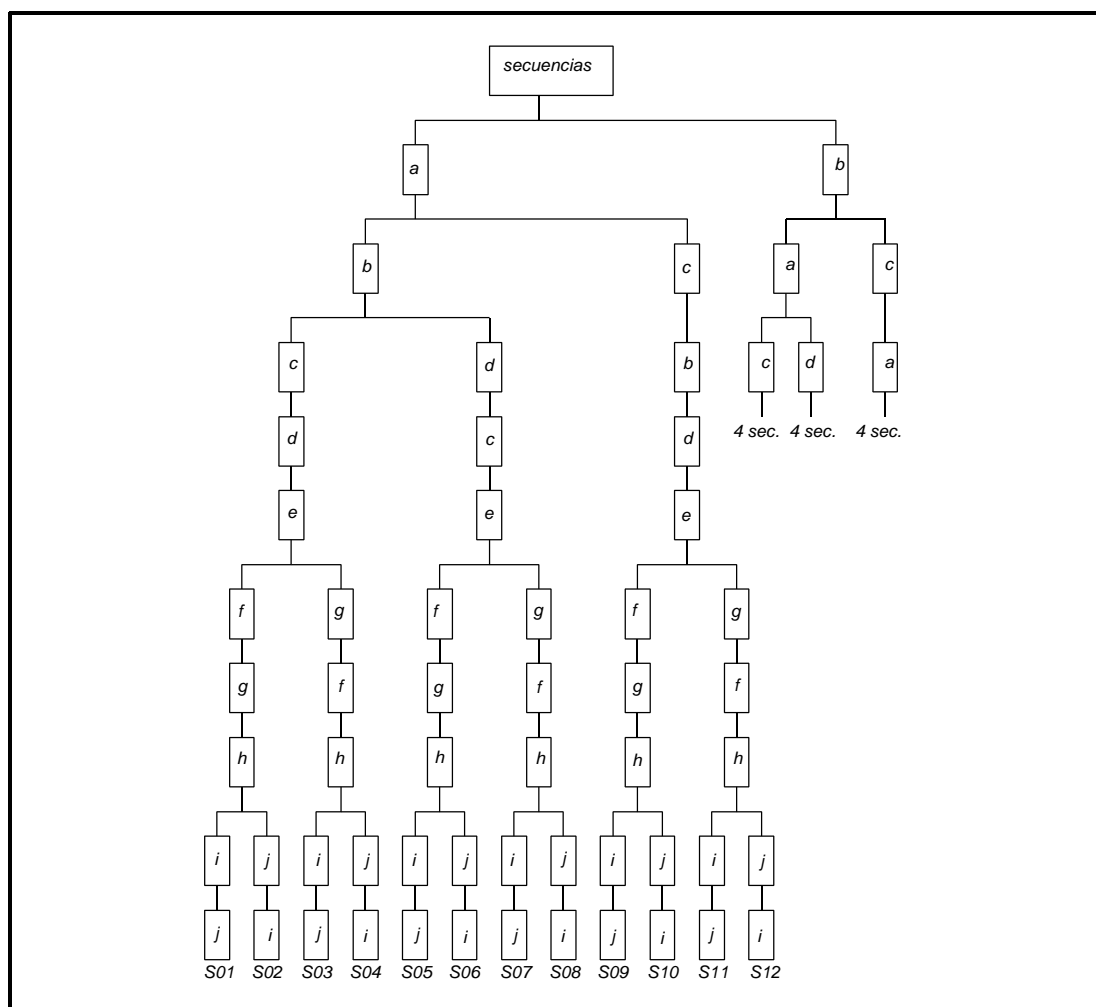 secuencias
a b
b c a c
c d b c d a
4 sec. 4 sec. 4 sec.
d c d
e e e
f g f g f g
g f g f g f
h h h h h h
i j i j i j i j i j i j
j i j i j i j i j i j i
S01 S02 S03 S04 S05 S06 S07 S08 S09 S10 S11 S12